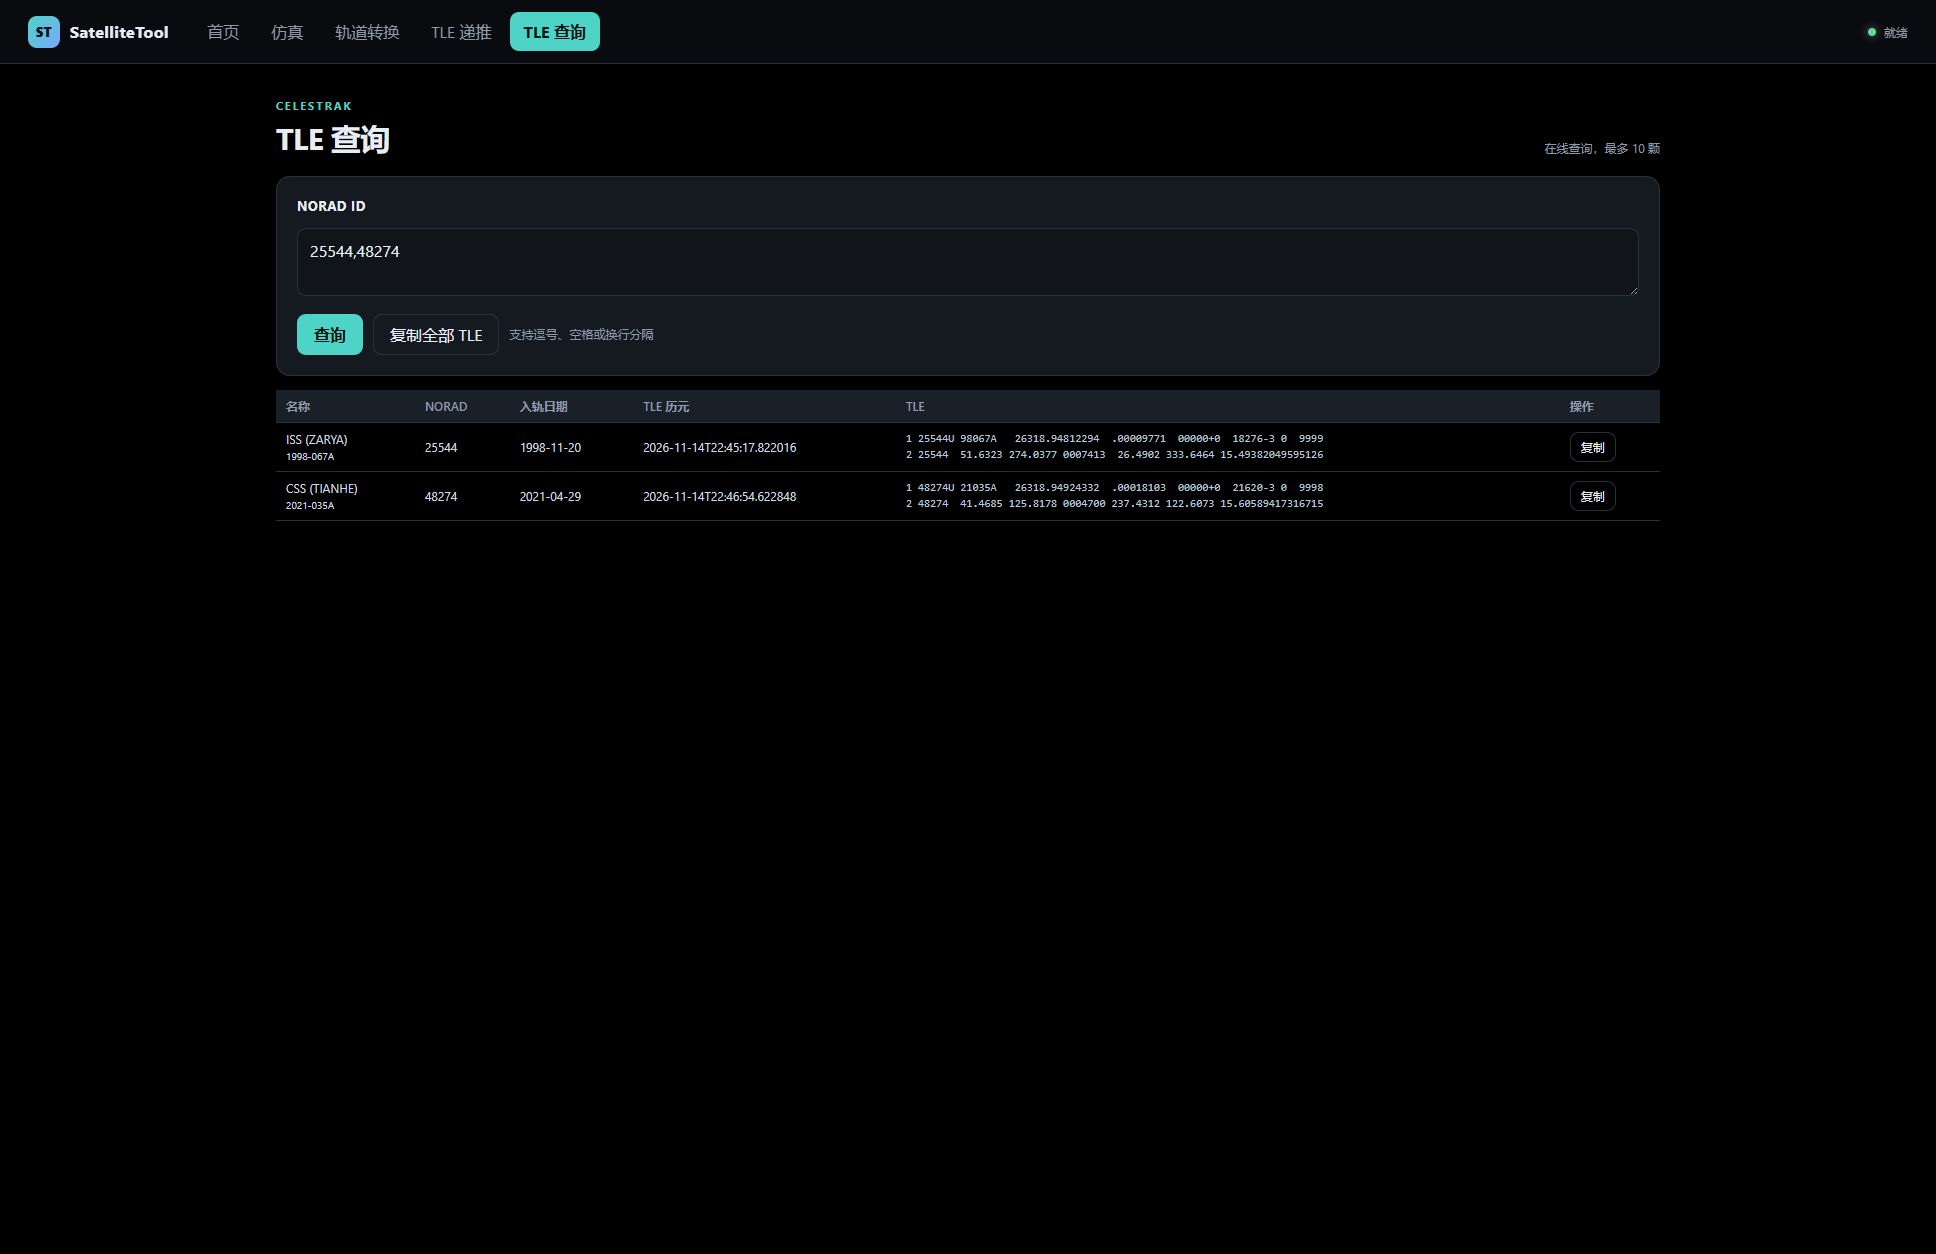 ST SatelliteTool 首页 仿真 轨道转换 TLE 递推 TLE 查询 就绪
CELESTRAK
TLE 查询
在线查询，最多 10 颗
NORAD ID
25544,48274
查询 复制全部 TLE 支持逗号、空格或换行分隔
名称 NORAD 入轨日期 TLE 历元 TLE 操作
ISS (ZARYA)
1998-067A
25544 1998-11-20 2026-11-14T22:45:17.822016
1 25544U 98067A   26318.94812294  .00009771  00000+0  18276-3 0  9999
2 25544  51.6323 274.0377 0007413  26.4902 333.6464 15.49382049595126
复制
CSS (TIANHE)
2021-035A
48274 2021-04-29 2026-11-14T22:46:54.622848
1 48274U 21035A   26318.94924332  .00018103  00000+0  21620-3 0  9998
2 48274  41.4685 125.8178 0004700 237.4312 122.6073 15.60589417316715
复制